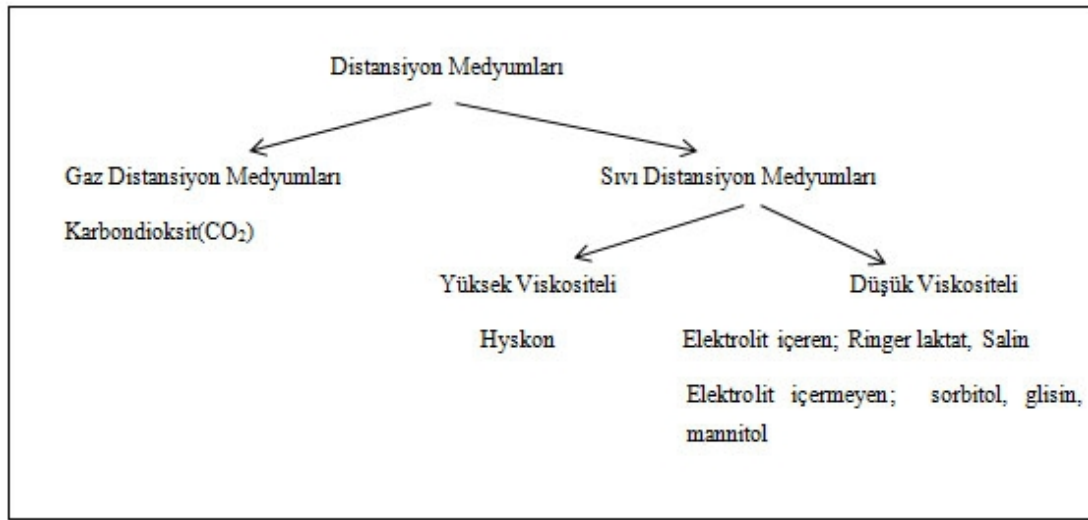 Distansiyon Medyumları
Gaz Distansiyon Medyumları
Sıvı Distansiyon Medyumları
Karbondioksit(CO₂)
Yüksek Viskositeli
Düşük Viskositeli
Hyskon
Elektrolit içeren; Ringer laktat, Salin
Elektrolit içermeyen; sorbitol, glisin,
mannitol